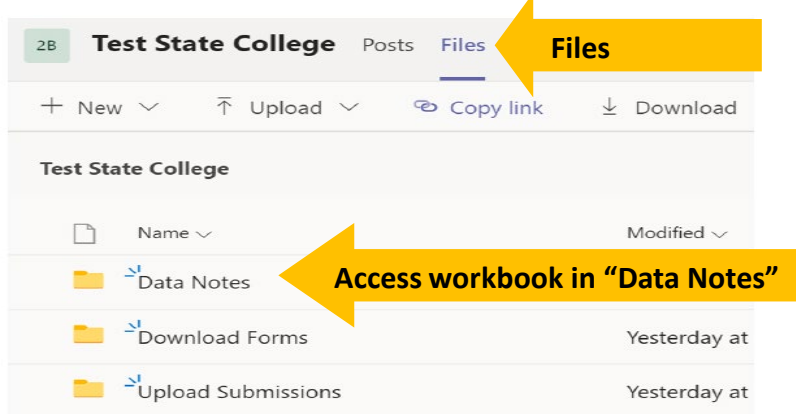 2B Test State College Posts Files Files
New Upload Copy link Download
Test State College
Name Modified
Data Notes Access workbook in “Data Notes”
Download Forms Yesterday at
Upload Submissions Yesterday at